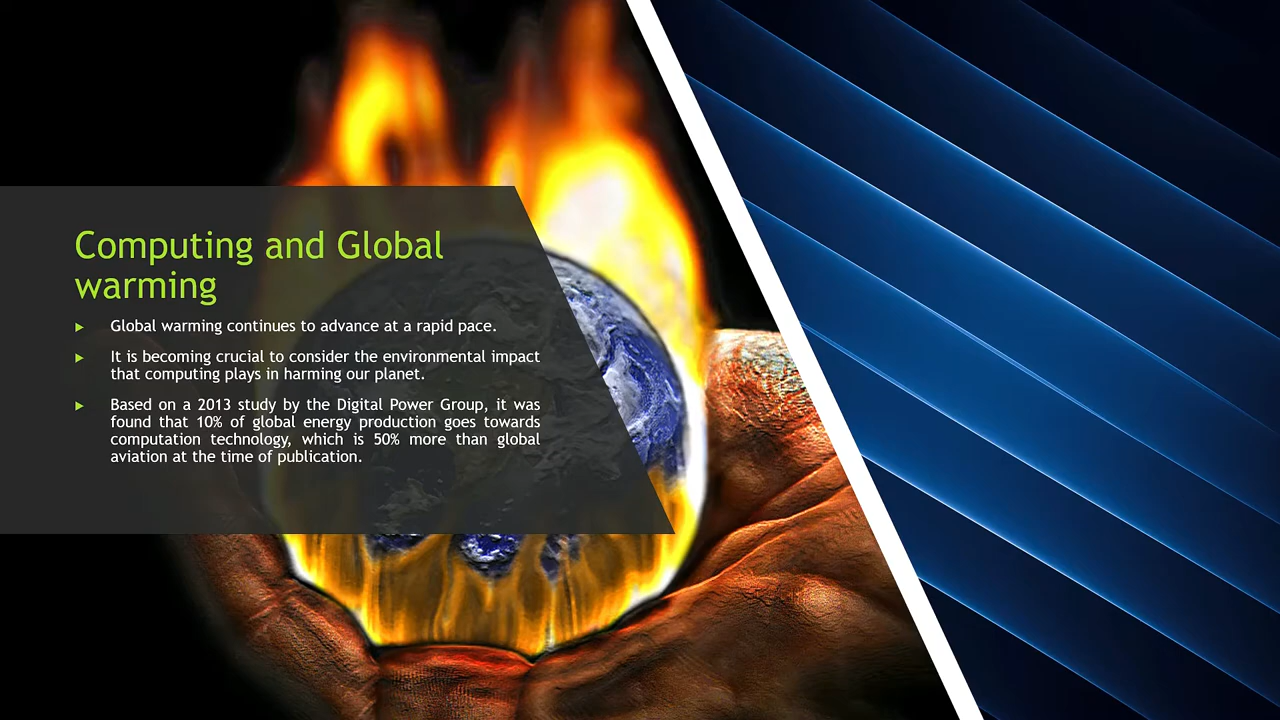 Computing and Global
warming
Global warming continues to advance at a rapid pace.
It is becoming crucial to consider the environmental impact
that computing plays in harming our planet.
Based on a 2013 study by the Digital Power Group, it was
found that 10% of global energy production goes towards
computation technology, which is 50% more than global
aviation at the time of publication.